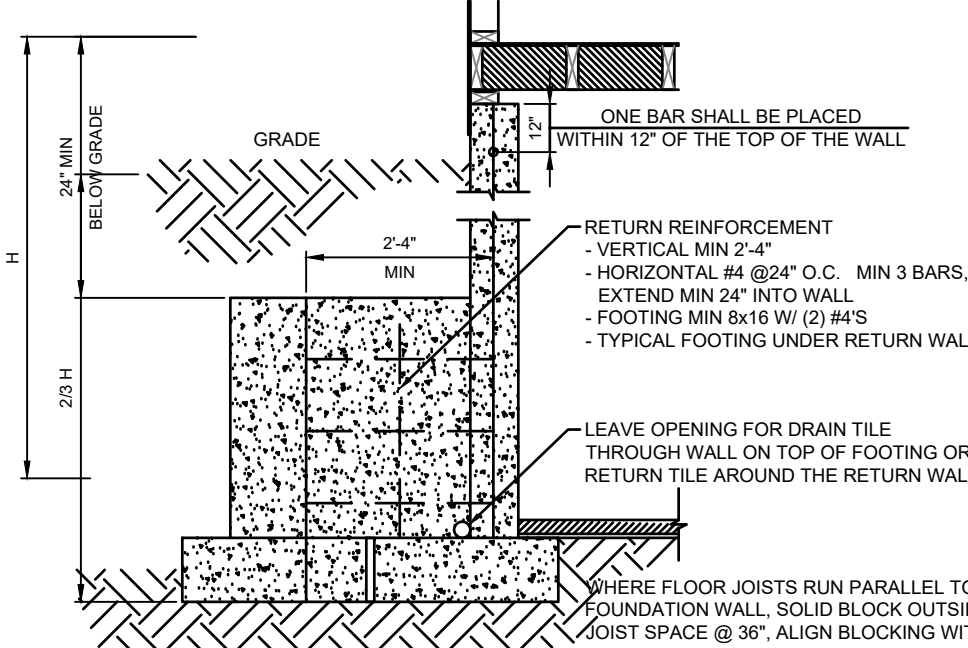 H
24" MIN
BELOW GRADE
GRADE
12"
ONE BAR SHALL BE PLACED
WITHIN 12" OF THE TOP OF THE WALL
2'-4"
MIN
RETURN REINFORCEMENT
- VERTICAL MIN 2'-4"
- HORIZONTAL #4 @24" O.C. MIN 3 BARS,
EXTEND MIN 24" INTO WALL
- FOOTING MIN 8x16 W/ (2) #4'S
- TYPICAL FOOTING UNDER RETURN WAL
2/3 H
LEAVE OPENING FOR DRAIN TILE
THROUGH WALL ON TOP OF FOOTING OR
RETURN TILE AROUND THE RETURN WAL
WHERE FLOOR JOISTS RUN PARALLEL TO
FOUNDATION WALL, SOLID BLOCK OUTSI
JOIST SPACE @ 36", ALIGN BLOCKING WIT